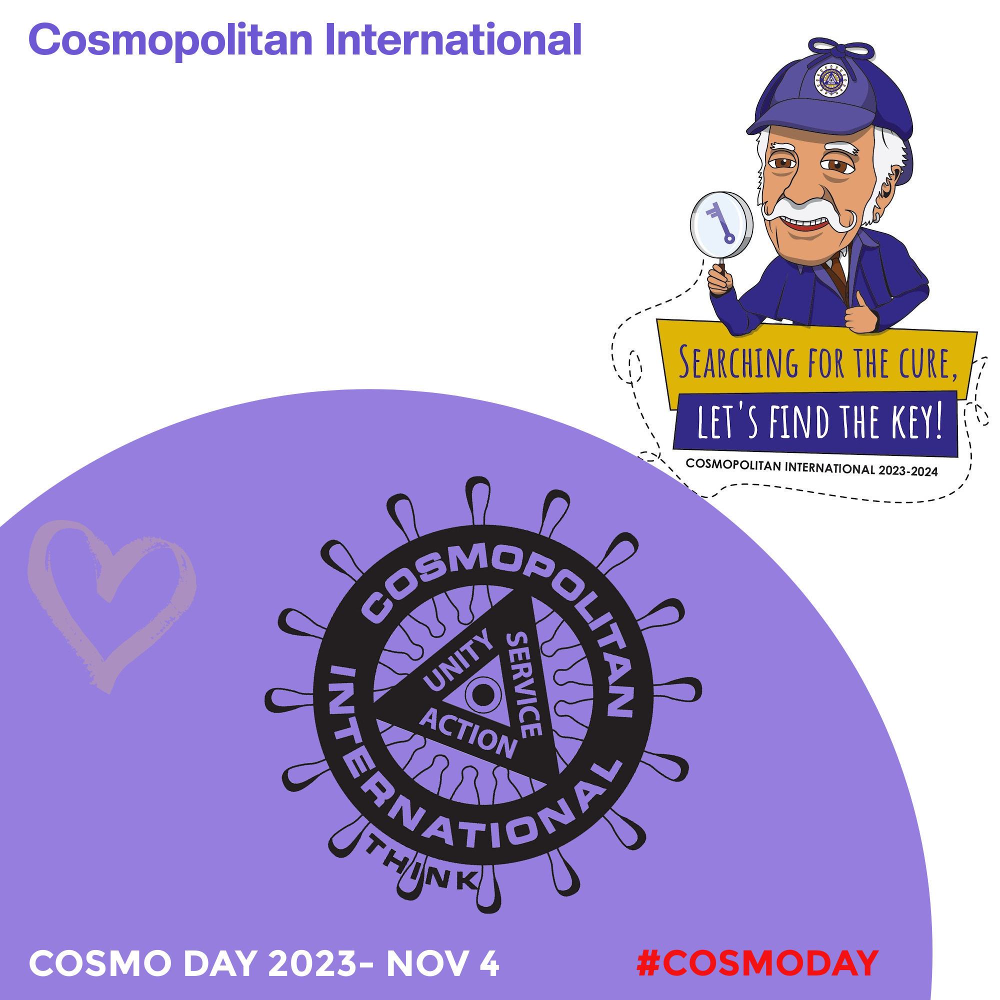 Cosmopolitan International
SEARCHING FOR THE CURE,
LET'S FIND THE KEY!
COSMOPOLITAN INTERNATIONAL 2023-2024
COSMOPOLITAN
INTERNATIONAL
UNITY
SERVICE
ACTION
THINK
COSMO DAY 2023- NOV 4
#COSMODAY